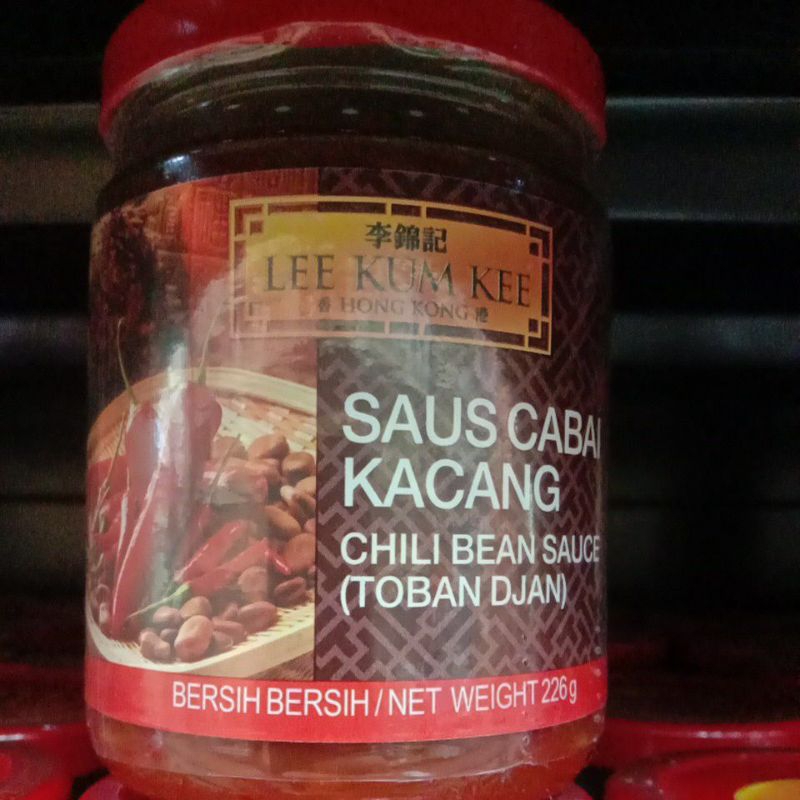 李錦記
LEE KUM KEE
香 HONG KONG 港
SAUS CABAI
KACANG
CHILI BEAN SAUCE
(TOBAN DJAN)
BERSIH BERSIH / NET WEIGHT 226 g